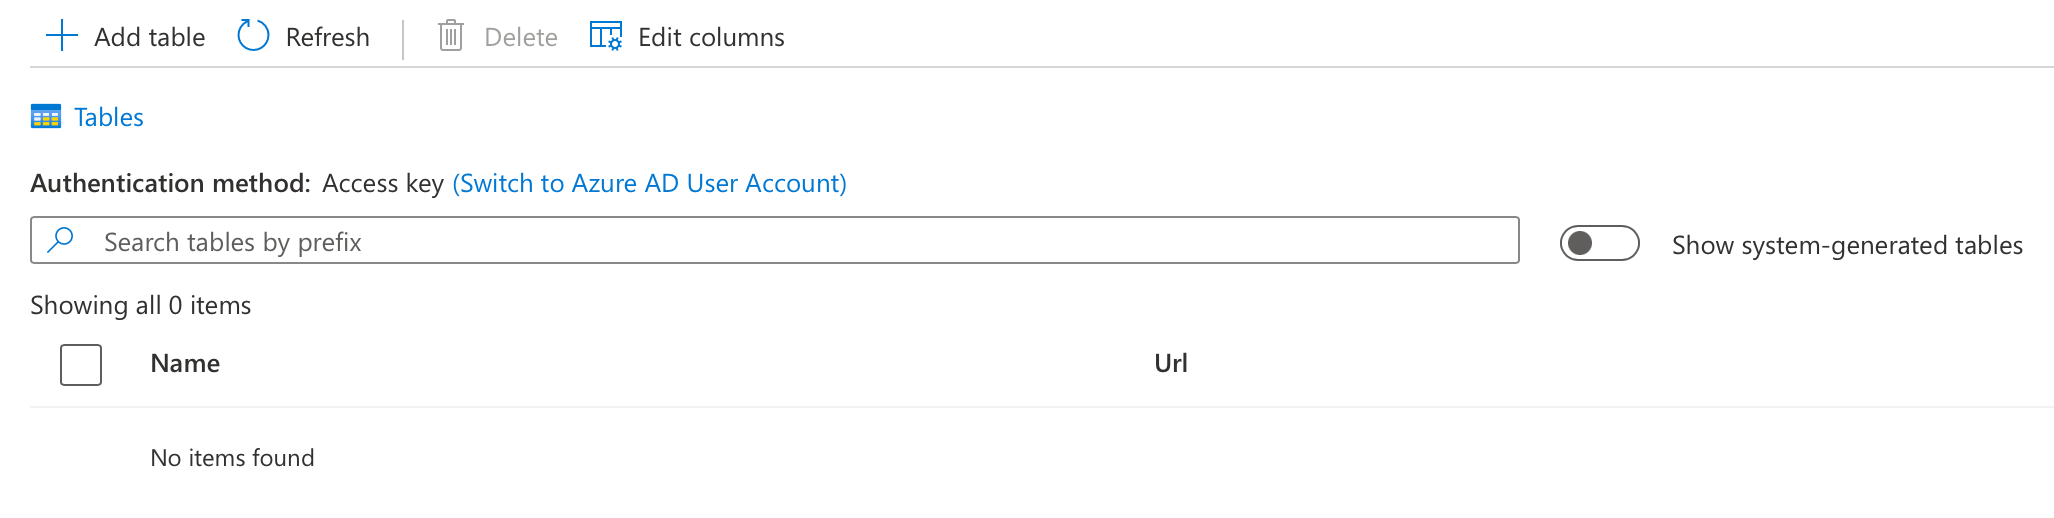 Add table Refresh Delete Edit columns
Tables
Authentication method: Access key (Switch to Azure AD User Account)
Search tables by prefix Show system-generated tables
Showing all 0 items
Name Url
No items found